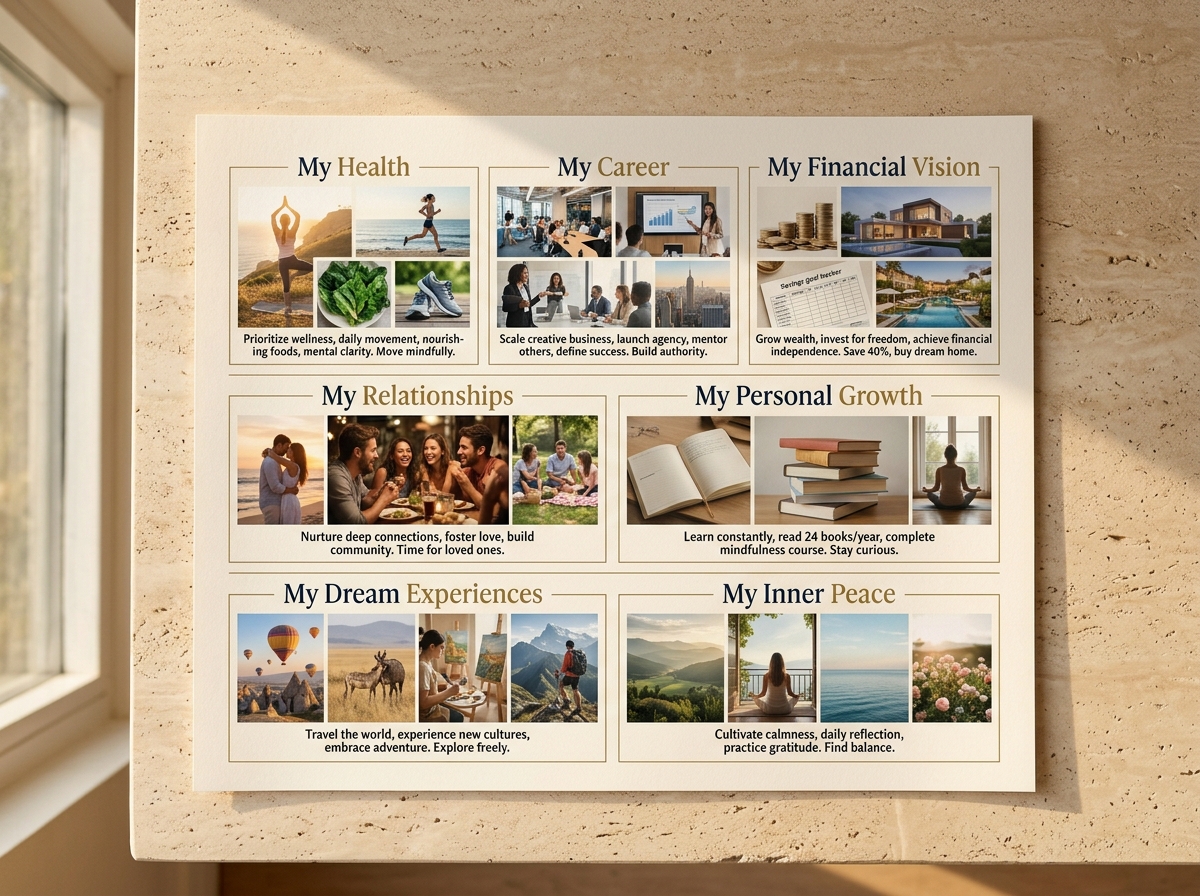 My Health
My Career
My Financial Vision
Savings goal tracker
Prioritize wellness, daily movement, nourish-
ing foods, mental clarity. Move mindfully.
Scale creative business, launch agency, mentor
others, define success. Build authority.
Grow wealth, invest for freedom, achieve financial
independence. Save 40%, buy dream home.
My Relationships
My Personal Growth
Nurture deep connections, foster love, build
community. Time for loved ones.
Learn constantly, read 24 books/year, complete
mindfulness course. Stay curious.
My Dream Experiences
My Inner Peace
Travel the world, experience new cultures,
embrace adventure. Explore freely.
Cultivate calmness, daily reflection,
practice gratitude. Find balance.